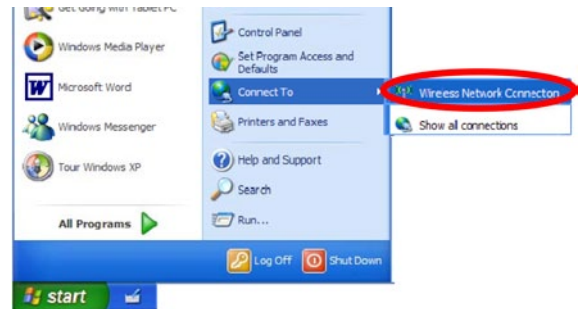 Get Going with Tablet PC
Windows Media Player
Microsoft Word
Windows Messenger
Tour Windows XP
All Programs
Control Panel
Set Program Access and
Defaults
Connect To
Printers and Faxes
Help and Support
Search
Run...
Wireless Network Connection
Show all connections
Log Off
Shut Down
start